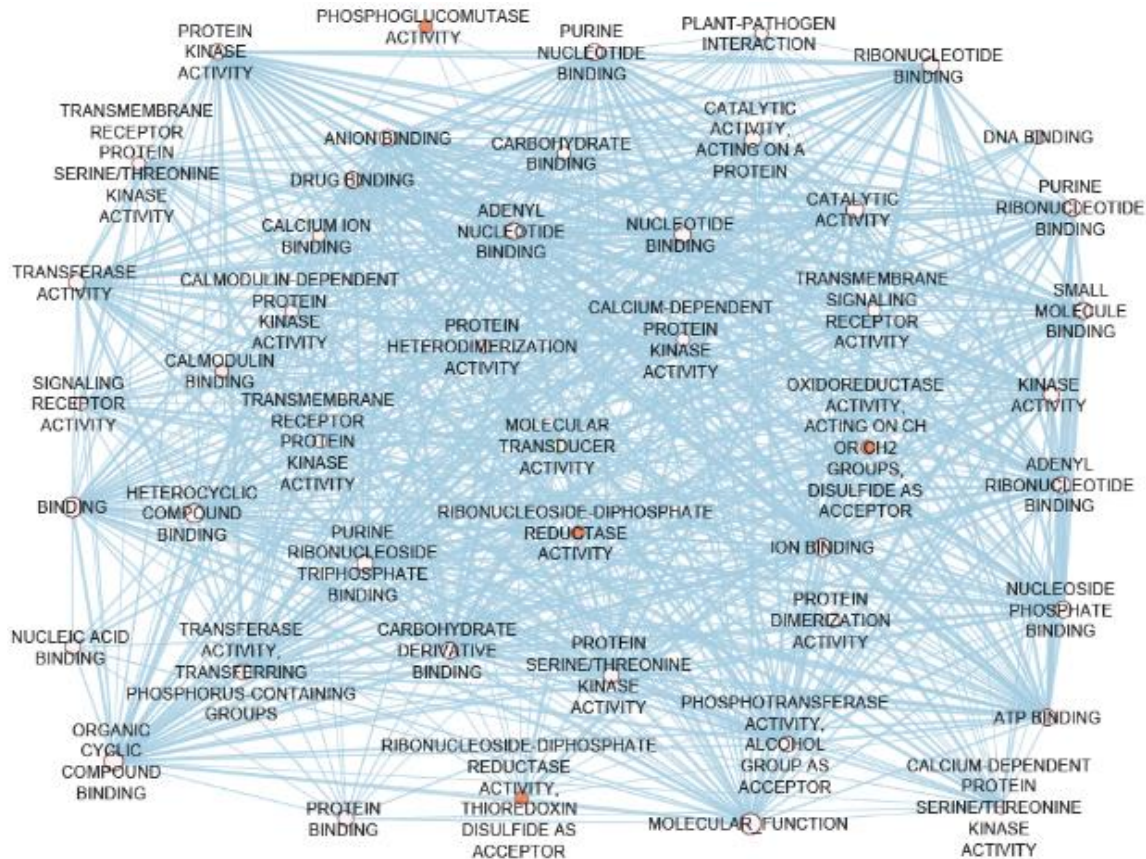 PHOSPHOGLUCOMUTASE
ACTIVITY
PROTEIN
KINASE
ACTIVITY
PURINE
NUCLEOTIDE
BINDING
PLANT-PATHOGEN
INTERACTION
RIBONUCLEOTIDE
BINDING
TRANSMEMBRANE
RECEPTOR
PROTEIN
SERINE/THREONINE
KINASE
ACTIVITY
ANION BINDING
CARBOHYDRATE
BINDING
CATALYTIC
ACTIVITY,
ACTING ON A
PROTEIN
DNA BINDING
DRUG BINDING
PURINE
RIBONUCLEOTIDE
BINDING
CALCIUM ION
BINDING
ADENYL
NUCLEOTIDE
BINDING
NUCLEOTIDE
BINDING
CATALYTIC
ACTIVITY
TRANSFERASE
ACTIVITY
CALMODULIN-DEPENDENT
PROTEIN
KINASE
ACTIVITY
PROTEIN
HETERODIMERIZATION
ACTIVITY
CALCIUM-DEPENDENT
PROTEIN
KINASE
ACTIVITY
TRANSMEMBRANE
SIGNALING
RECEPTOR
ACTIVITY
SMALL
MOLECULE
BINDING
CALMODULIN
BINDING
SIGNALING
RECEPTOR
ACTIVITY
TRANSMEMBRANE
RECEPTOR
PROTEIN
KINASE
ACTIVITY
MOLECULAR
TRANSDUCER
ACTIVITY
OXIDOREDUCTASE
ACTIVITY,
ACTING ON CH
OR CH2
GROUPS,
DISULFIDE AS
ACCEPTOR
KINASE
ACTIVITY
ADENYL
RIBONUCLEOTIDE
BINDING
BINDING
HETEROCYCLIC
COMPOUND
BINDING
RIBONUCLEOSIDE-DIPHOSPHATE
REDUCTASE
ACTIVITY
PURINE
RIBONUCLEOSIDE
TRIPHOSPHATE
BINDING
ION BINDING
NUCLEOSIDE
PHOSPHATE
BINDING
PROTEIN
DIMERIZATION
ACTIVITY
NUCLEIC ACID
BINDING
TRANSFERASE
ACTIVITY,
TRANSFERRING
PHOSPHORUS-CONTAINING
GROUPS
CARBOHYDRATE
DERIVATIVE
BINDING
PROTEIN
SERINE/THREONINE
KINASE
ACTIVITY
PHOSPHOTRANSFERASE
ACTIVITY,
ALCOHOL
GROUP AS
ACCEPTOR
ATP BINDING
ORGANIC
CYCLIC
COMPOUND
BINDING
RIBONUCLEOSIDE-DIPHOSPHATE
REDUCTASE
ACTIVITY,
THIOREDOXIN
DISULFIDE AS
ACCEPTOR
CALCIUM-DEPENDENT
PROTEIN
SERINE/THREONINE
KINASE
ACTIVITY
PROTEIN
BINDING
MOLECULAR_FUNCTION